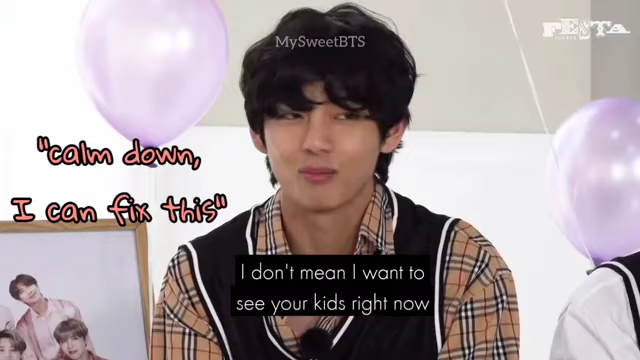 MySweetBTS
FESTA
"calm down,
I can fix this"
I don't mean I want to
see your kids right now